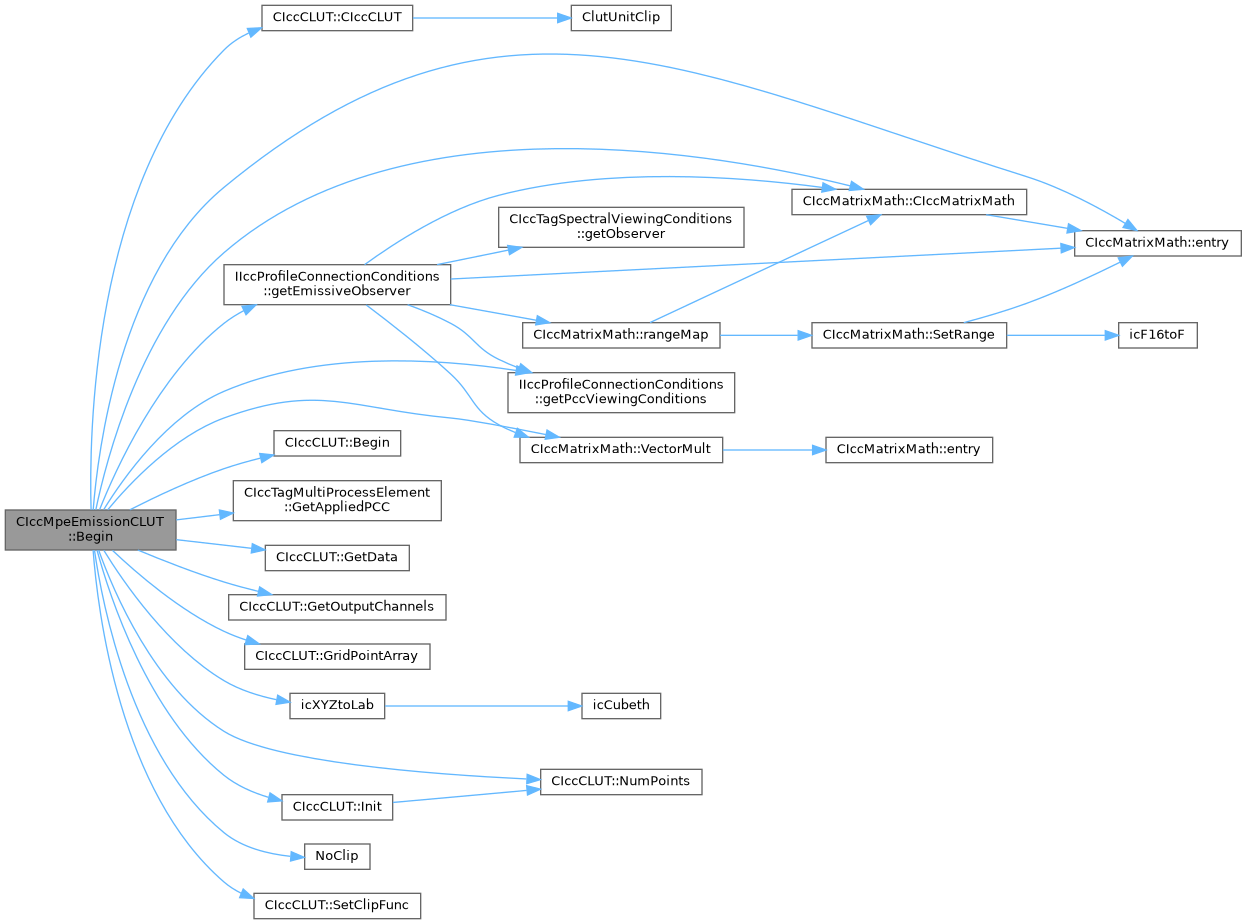 CIccCLUT::CIccCLUT
ClutUnitClip
CIccMatrixMath::CIccMatrixMath
CIccTagSpectralViewingConditions
::getObserver
CIccMatrixMath::entry
IIccProfileConnectionConditions
::getEmissiveObserver
CIccMatrixMath::rangeMap
CIccMatrixMath::SetRange
icF16toF
IIccProfileConnectionConditions
::getPccViewingConditions
CIccCLUT::Begin
CIccMatrixMath::VectorMult
CIccMatrixMath::entry
CIccTagMultiProcessElement
::GetAppliedPCC
CIccMpeEmissionCLUT
::Begin
CIccCLUT::GetData
CIccCLUT::GetOutputChannels
CIccCLUT::GridPointArray
icXYZtoLab
icCubeth
CIccCLUT::NumPoints
CIccCLUT::Init
NoClip
CIccCLUT::SetClipFunc